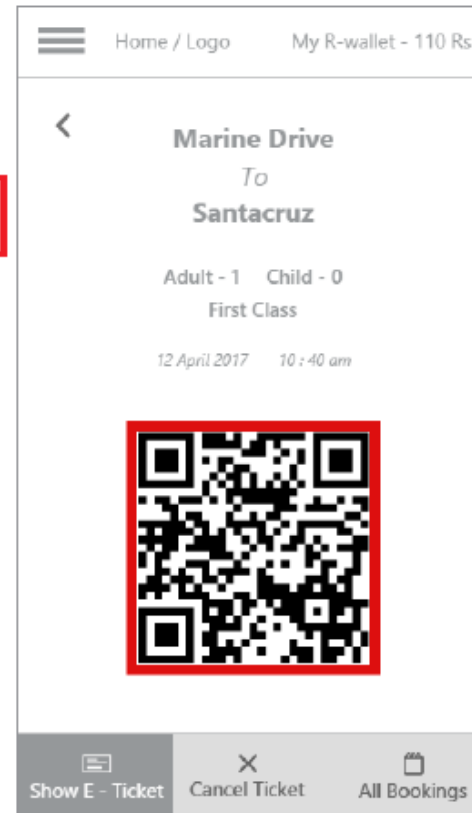 Home / Logo My R-wallet - 110 Rs
Marine Drive
To
Santacruz
Adult - 1 Child - 0
First Class
12 April 2017 10 : 40 am
Show E - Ticket Cancel Ticket All Bookings